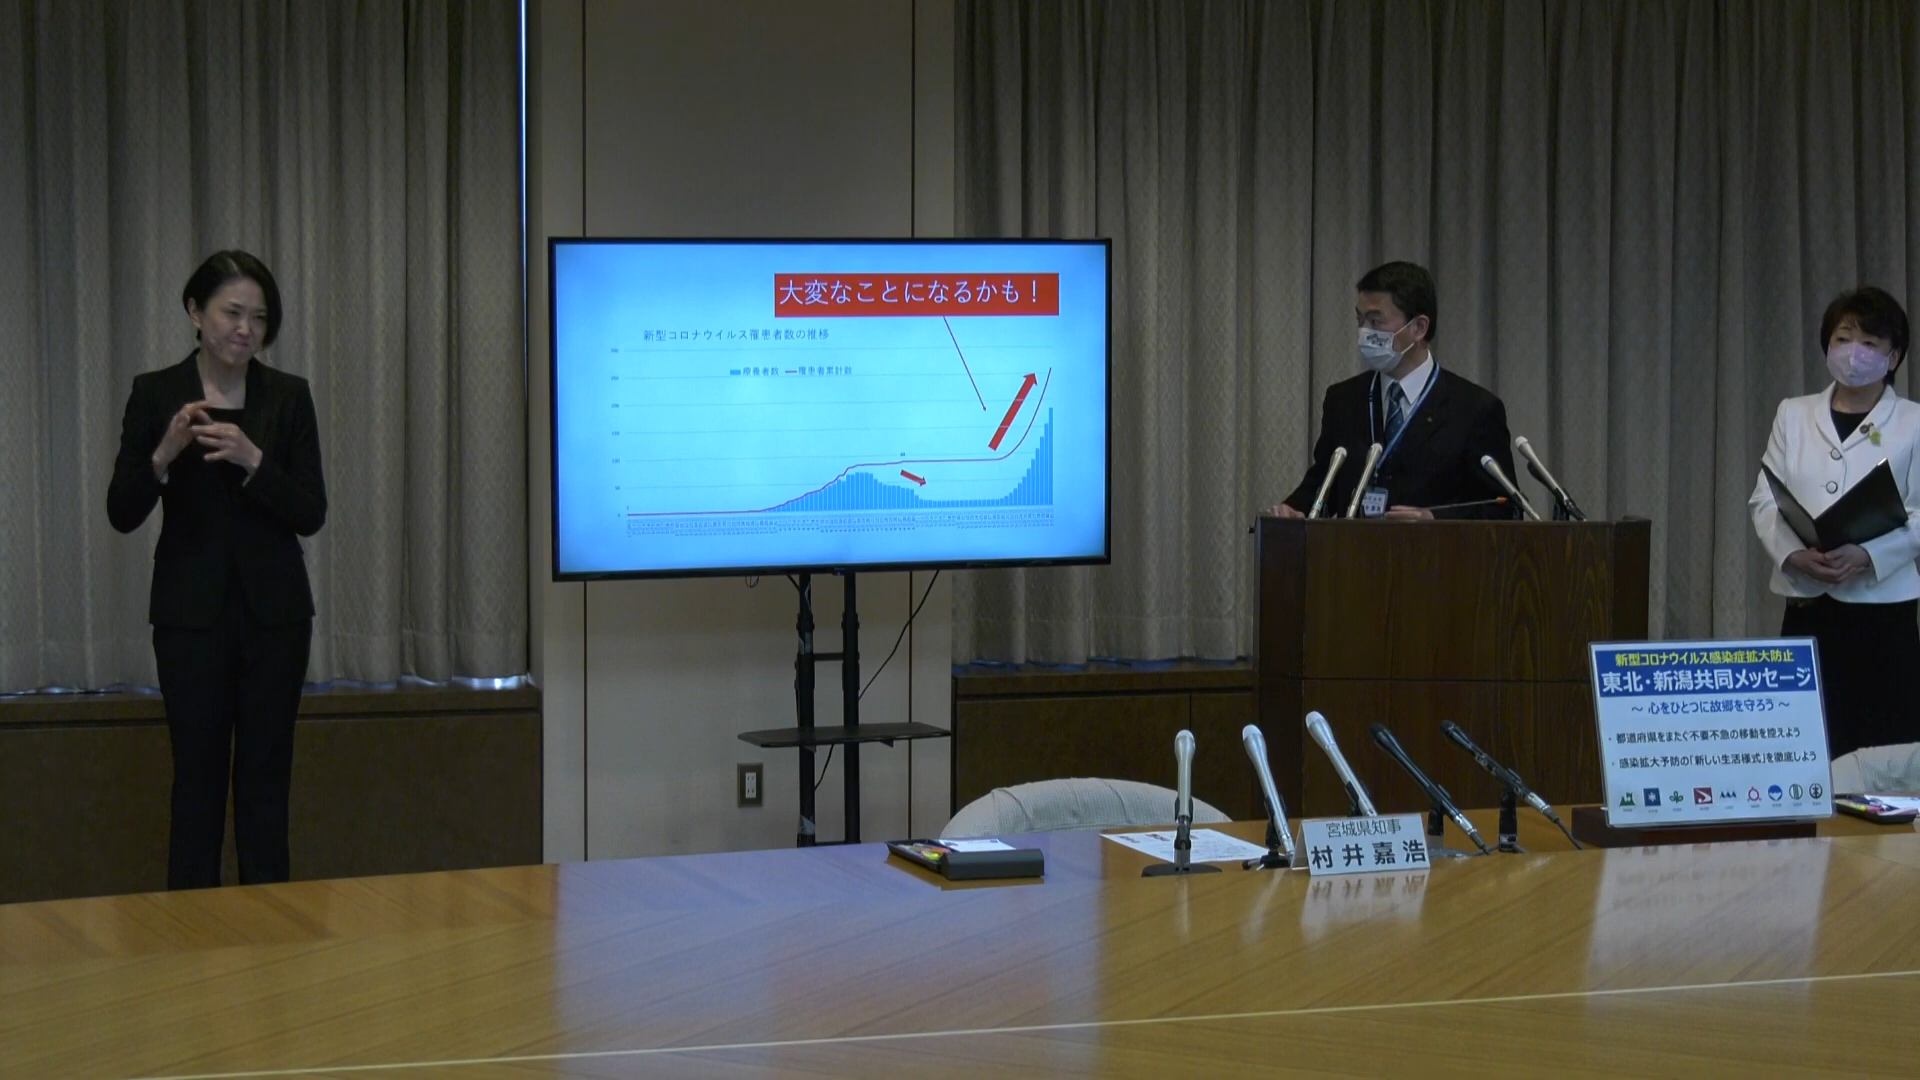 大変なことになるかも！
新型コロナウイルス罹患者数の推移
療養者数 罹患者累計数
新型コロナウイルス感染症拡大防止
東北・新潟共同メッセージ
～ 心をひとつに故郷を守ろう ～
・都道府県をまたぐ不要不急の移動を控えよう
・感染拡大予防の「新しい生活様式」を徹底しよう
宮城県知事
村井嘉浩